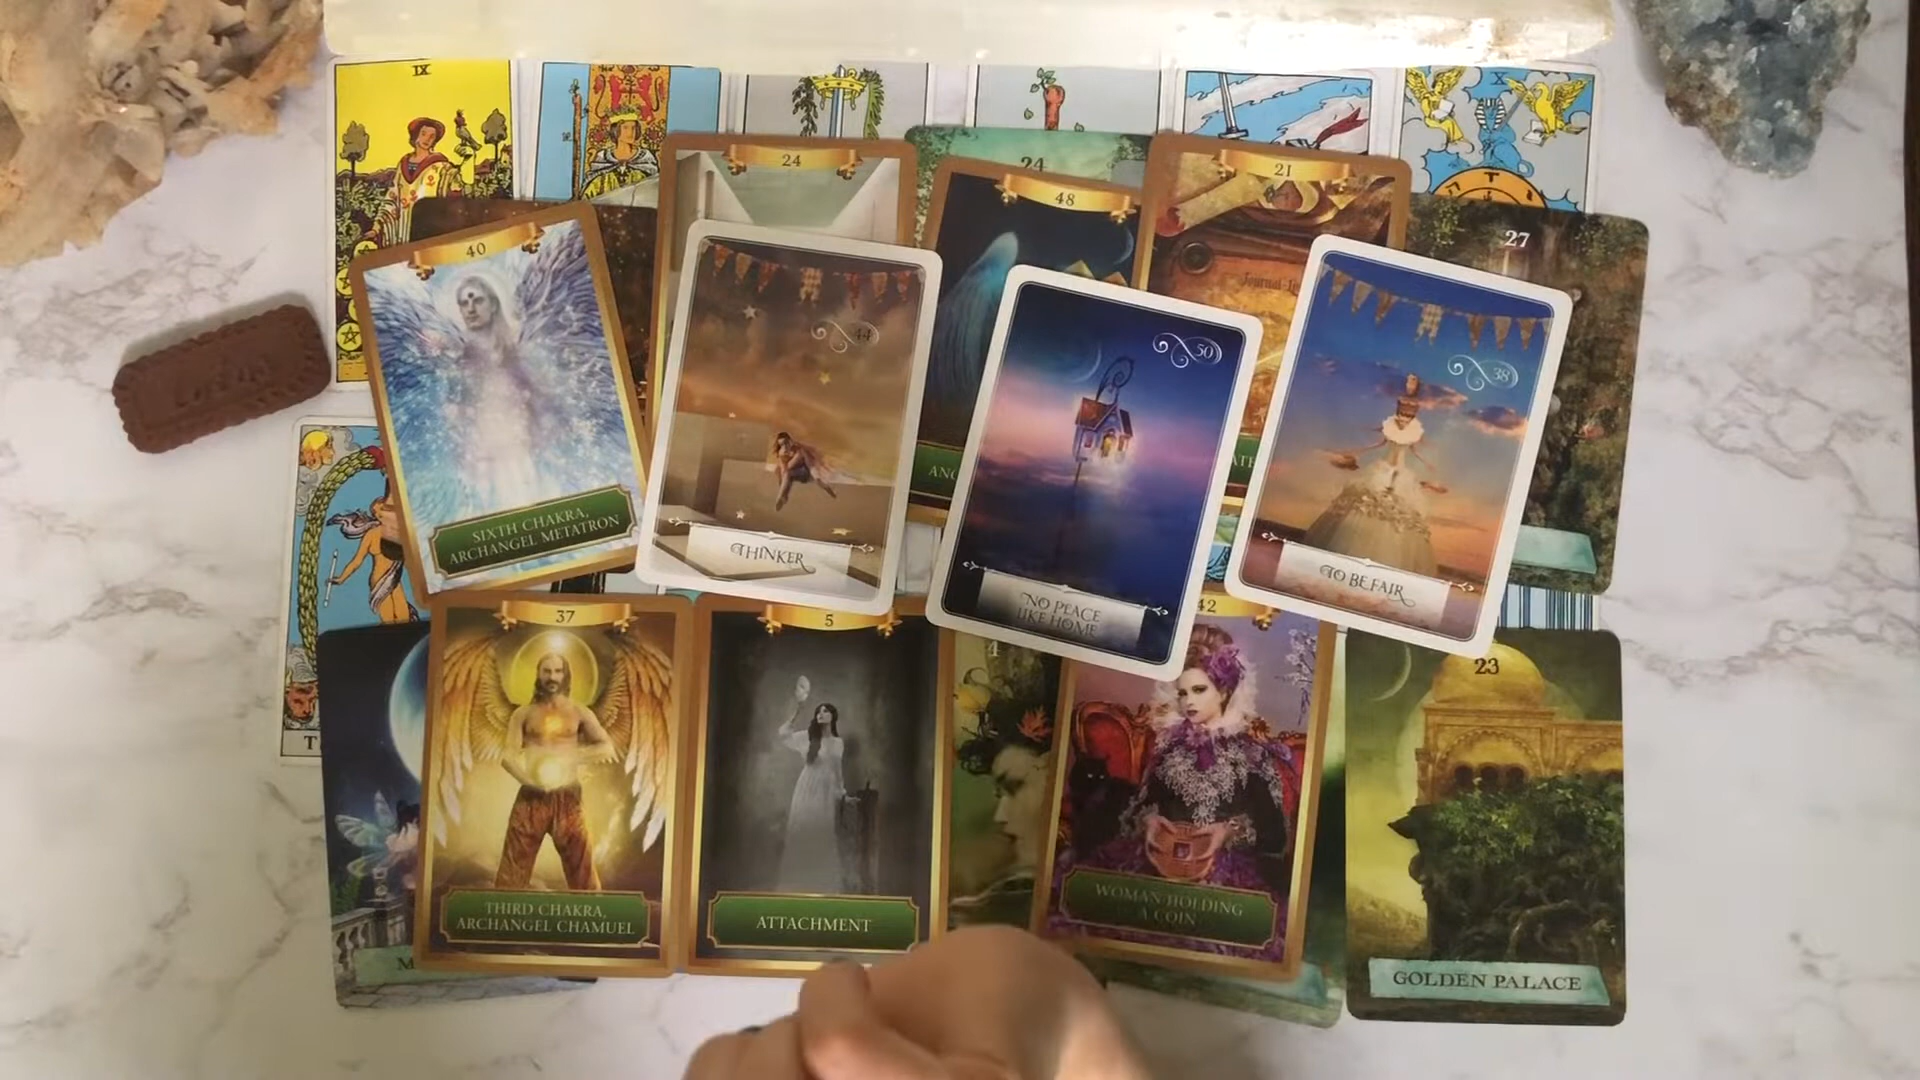 IX
X
24
24
21
48
27
40
44
50
38
SIXTH CHAKRA,
ARCHANGEL METATRON
THINKER
NO PEACE
LIKE HOME
TO BE FAIR
37
5
4
42
23
THIRD CHAKRA,
ARCHANGEL CHAMUEL
ATTACHMENT
WOMAN HOLDING
A COIN
GOLDEN PALACE